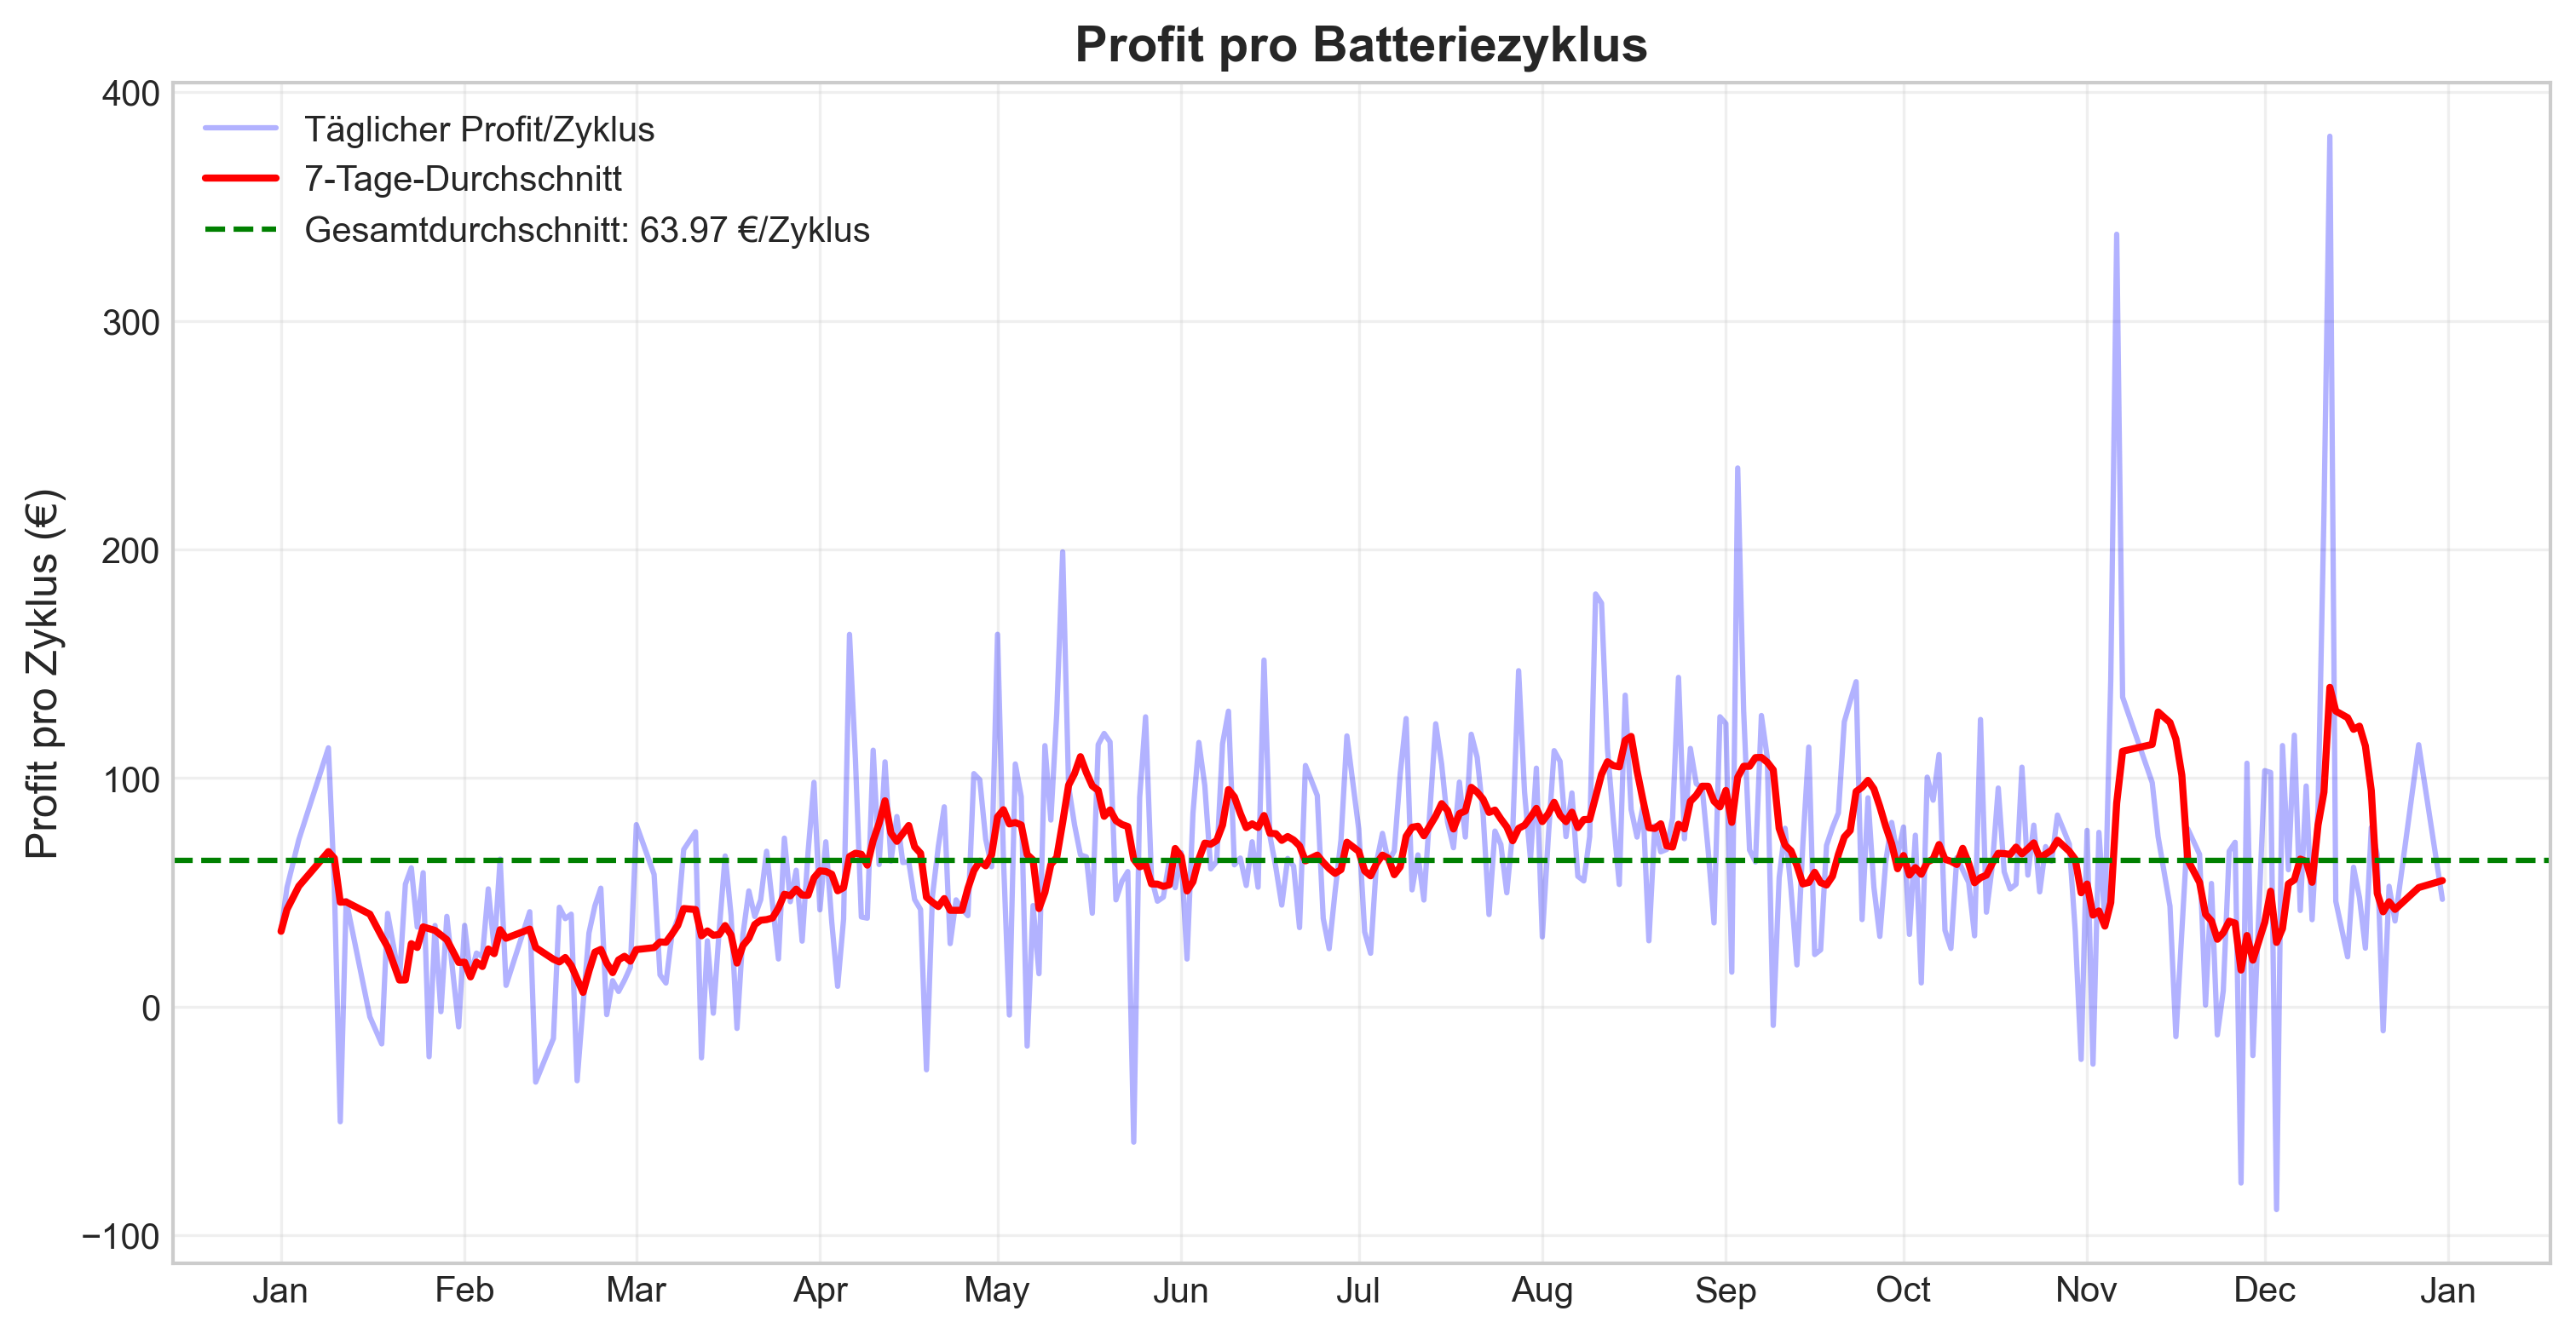 Profit pro Batteriezyklus
Täglicher Profit/Zyklus
7-Tage-Durchschnitt
Gesamtdurchschnitt: 63.97 €/Zyklus
Profit pro Zyklus (€)
400
300
200
100
0
−100
Jan Feb Mar Apr May Jun Jul Aug Sep Oct Nov Dec Jan